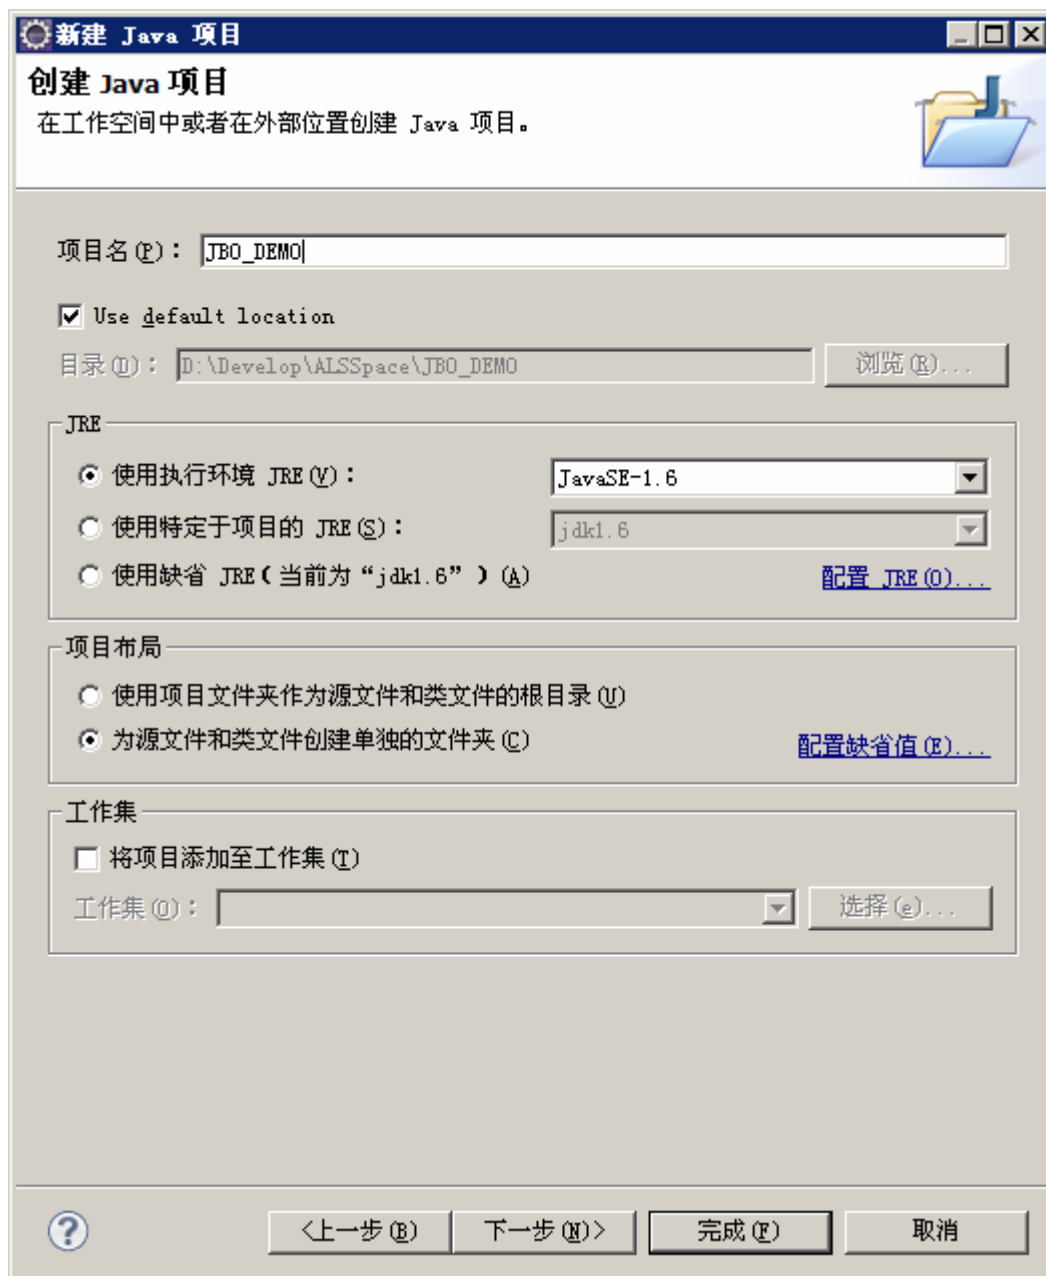 新建 Java 项目
创建 Java 项目
在工作空间中或者在外部位置创建 Java 项目。
项目名(P)： JBO_DEMO
Use default location
目录(D)： D:\Develop\ALSSpace\JBO_DEMO 浏览(R)...
JRE
使用执行环境 JRE(V)： JavaSE-1.6
使用特定于项目的 JRE(S)： jdk1.6
使用缺省 JRE（当前为“jdk1.6”）(A) 配置 JRE(O)...
项目布局
使用项目文件夹作为源文件和类文件的根目录(U)
为源文件和类文件创建单独的文件夹(C) 配置缺省值(E)...
工作集
将项目添加至工作集(T)
工作集(O)： 选择(e)...
<上一步(B) 下一步(N)> 完成(F) 取消